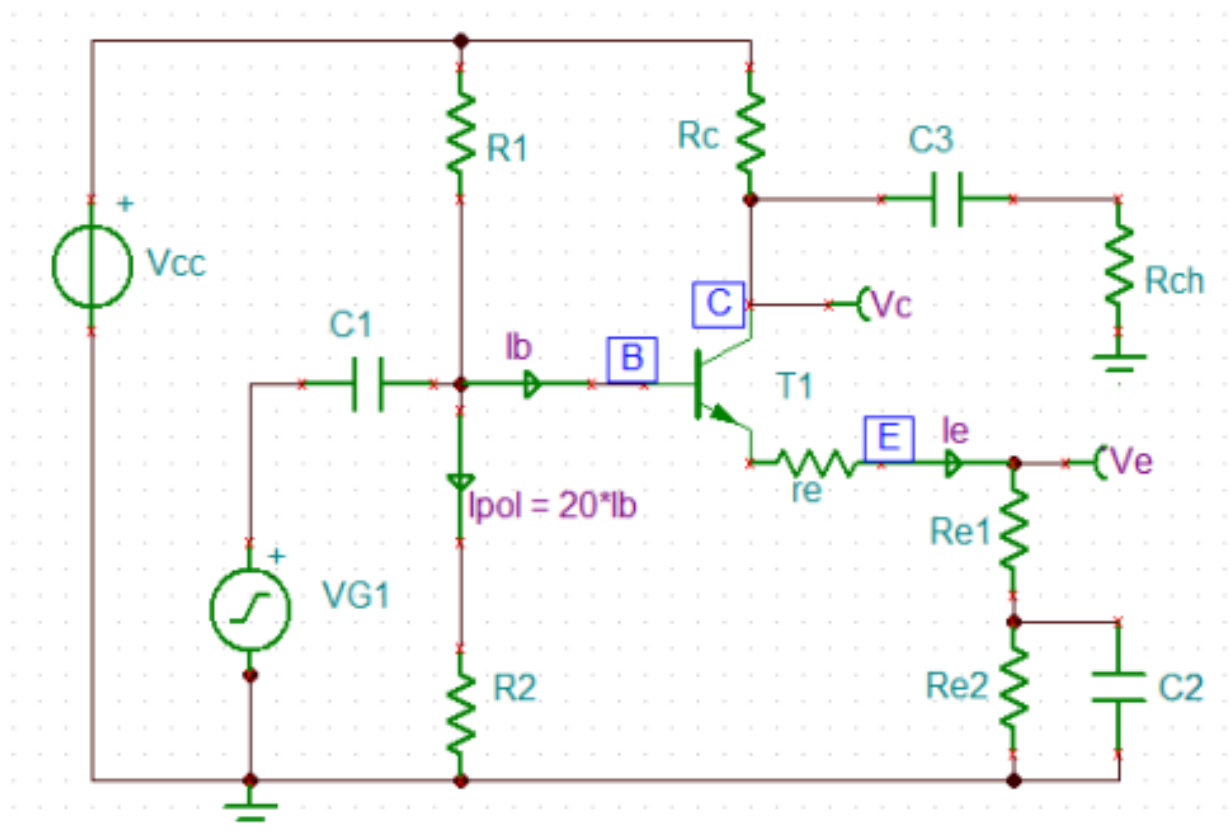 R1
Rc
C3
+
Vcc
Rch
C
Vc
C1
Ib
B
T1
E
Ie
Ve
re
Ipol = 20*Ib
Re1
+
VG1
R2
Re2
C2